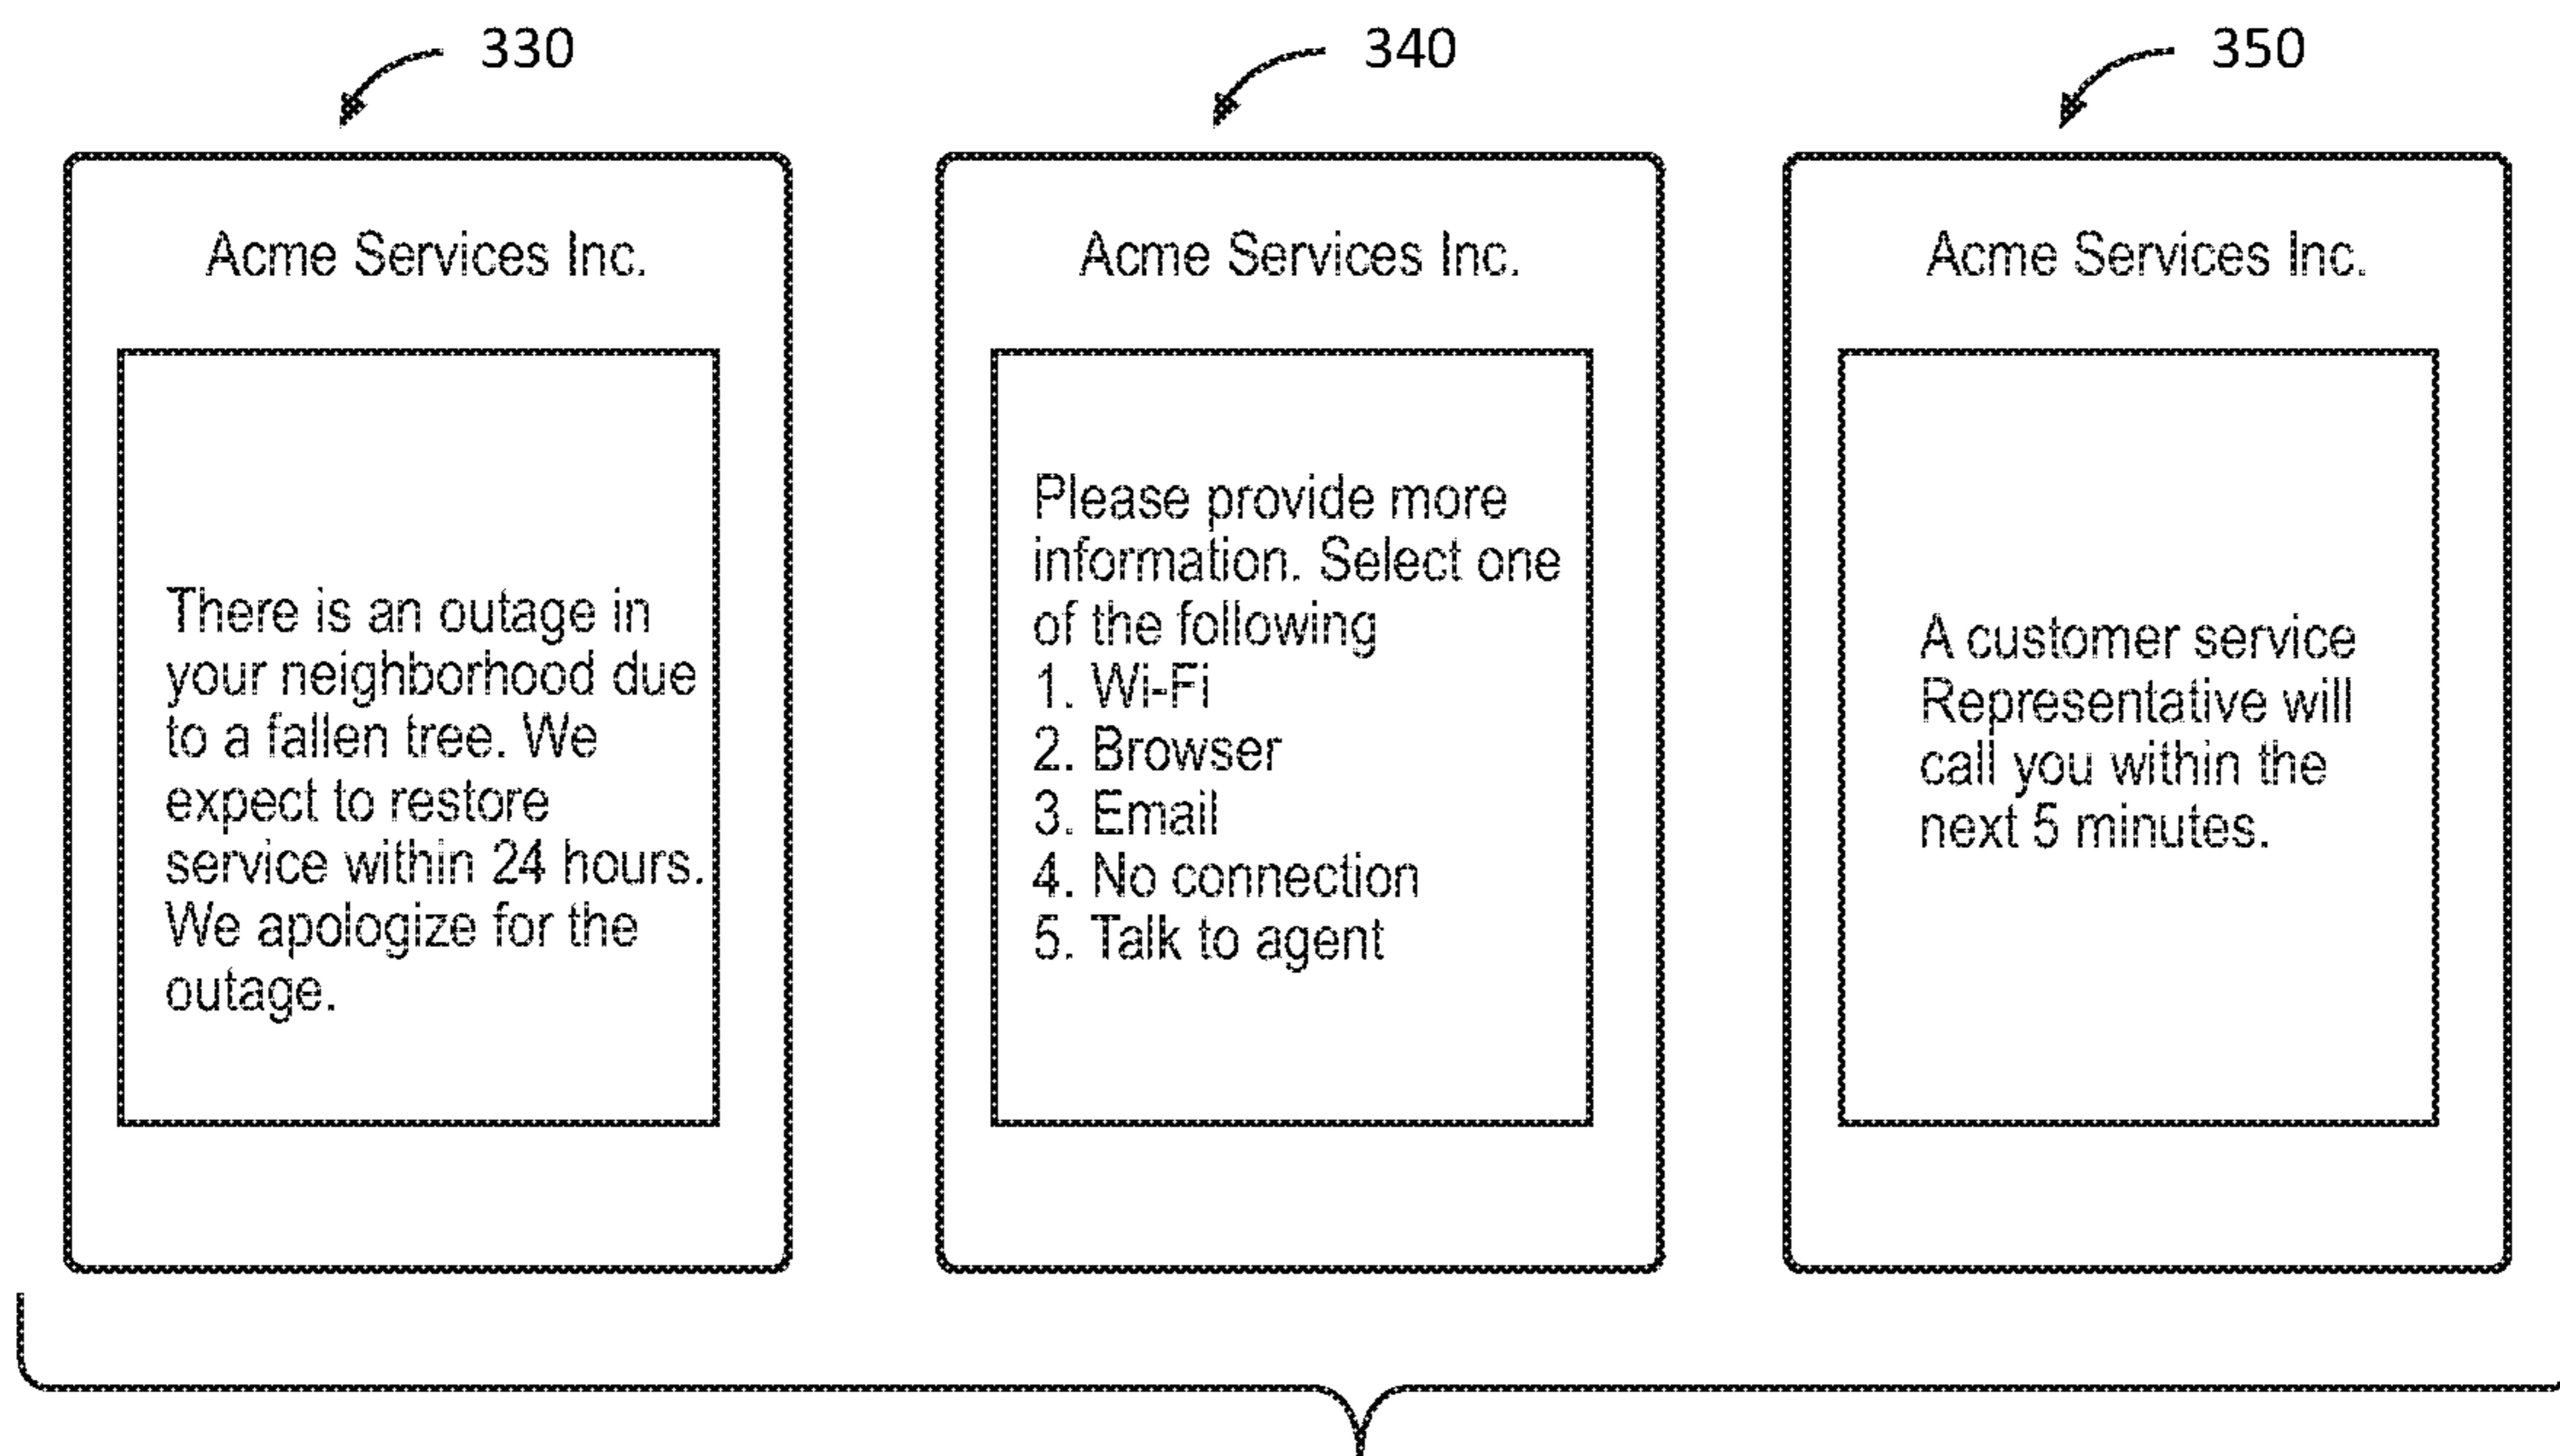 330
Acme Services Inc.
There is an outage in
your neighborhood due
to a fallen tree. We
expect to restore
service within 24 hours.
We apologize for the
outage.
340
Acme Services Inc.
Please provide more
information. Select one
of the following
1. Wi-Fi
2. Browser
3. Email
4. No connection
5. Talk to agent
350
Acme Services Inc.
A customer service
Representative will
call you within the
next 5 minutes.